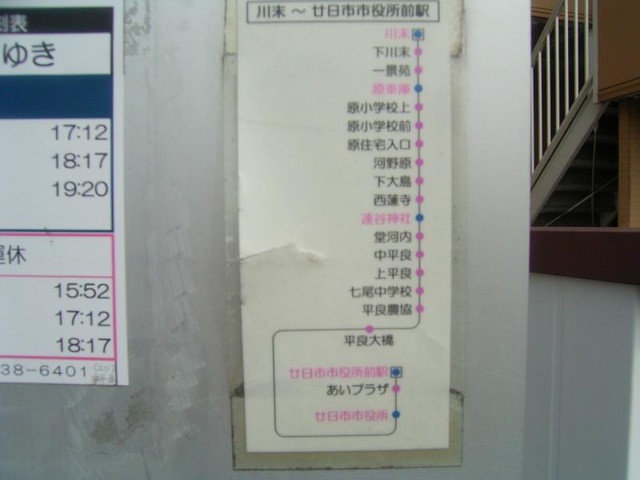 刻表
ゆき
17:12
18:17
19:20
運休
15:52
17:12
18:17
38-6401
川末 〜 廿日市市役所前駅
川末
下川末
一景苑
原車庫
原小学校上
原小学校前
原住宅入口
河野原
下大島
西蓮寺
速谷神社
堂河内
中平良
上平良
七尾中学校
平良農協
平良大橋
廿日市市役所前駅
あいプラザ
廿日市市役所